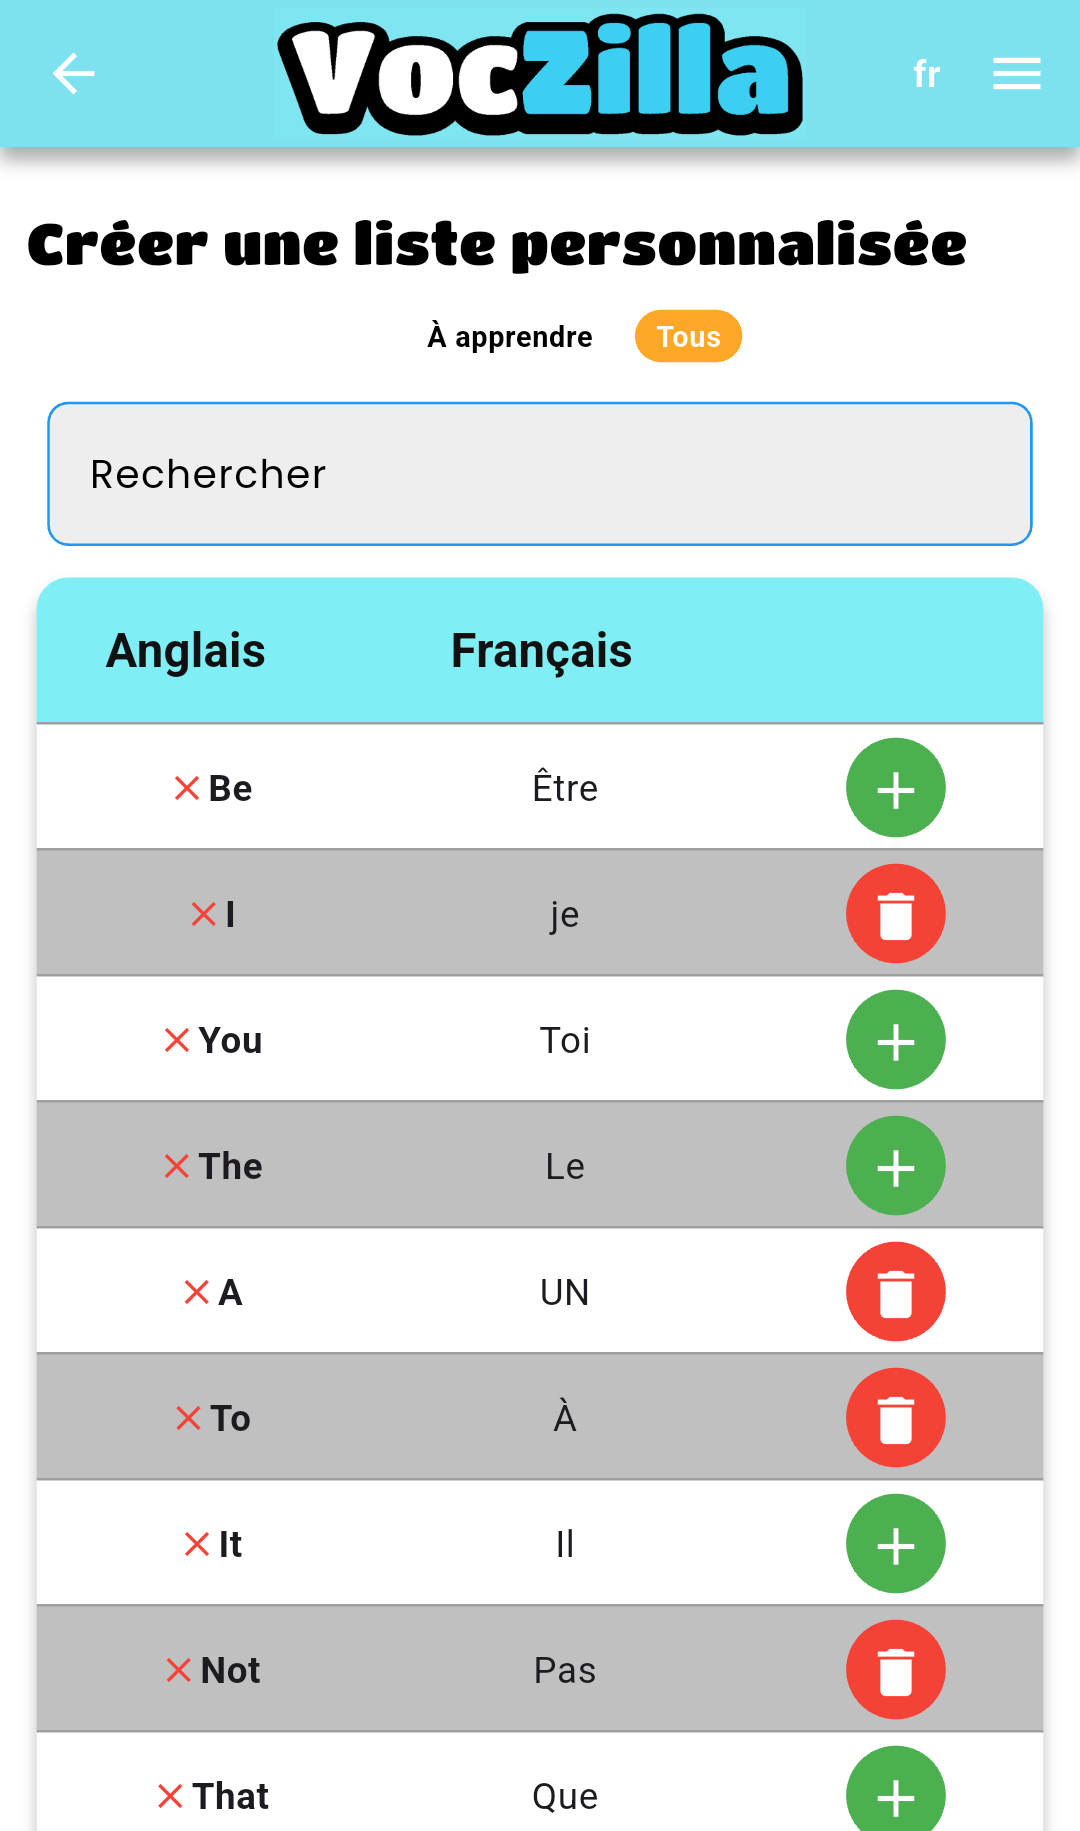 VocZilla
fr
Créer une liste personnalisée
À apprendre Tous
Rechercher
Anglais Français
Be Être
I je
You Toi
The Le
A UN
To À
It Il
Not Pas
That Que